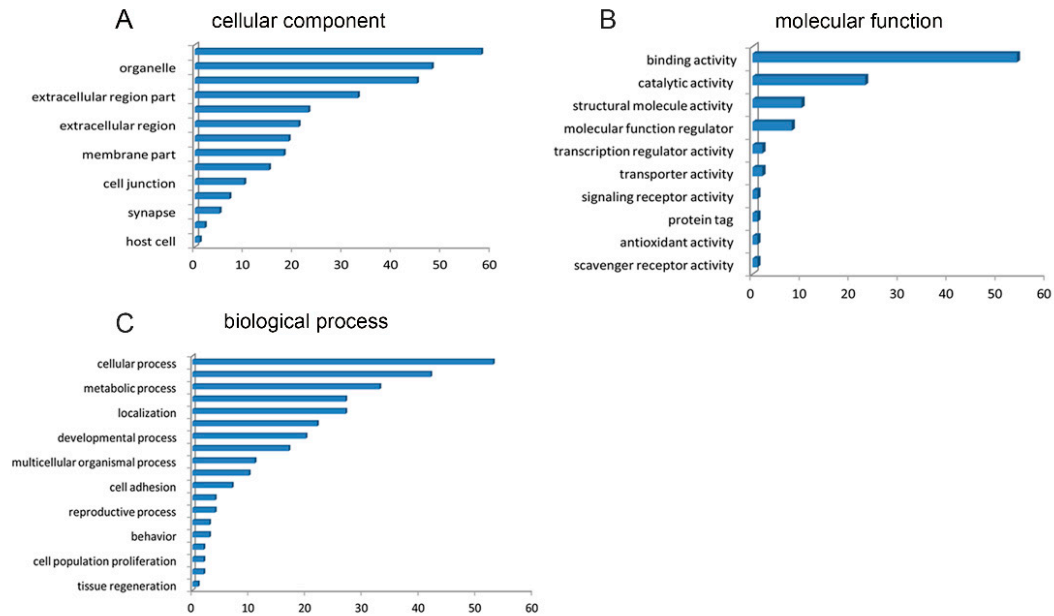 A cellular component
organelle
extracellular region part
extracellular region
membrane part
cell junction
synapse
host cell
0 10 20 30 40 50 60
B molecular function
binding activity
catalytic activity
structural molecule activity
molecular function regulator
transcription regulator activity
transporter activity
signaling receptor activity
protein tag
antioxidant activity
scavenger receptor activity
0 10 20 30 40 50 60
C biological process
cellular process
metabolic process
localization
developmental process
multicellular organismal process
cell adhesion
reproductive process
behavior
cell population proliferation
tissue regeneration
0 10 20 30 40 50 60